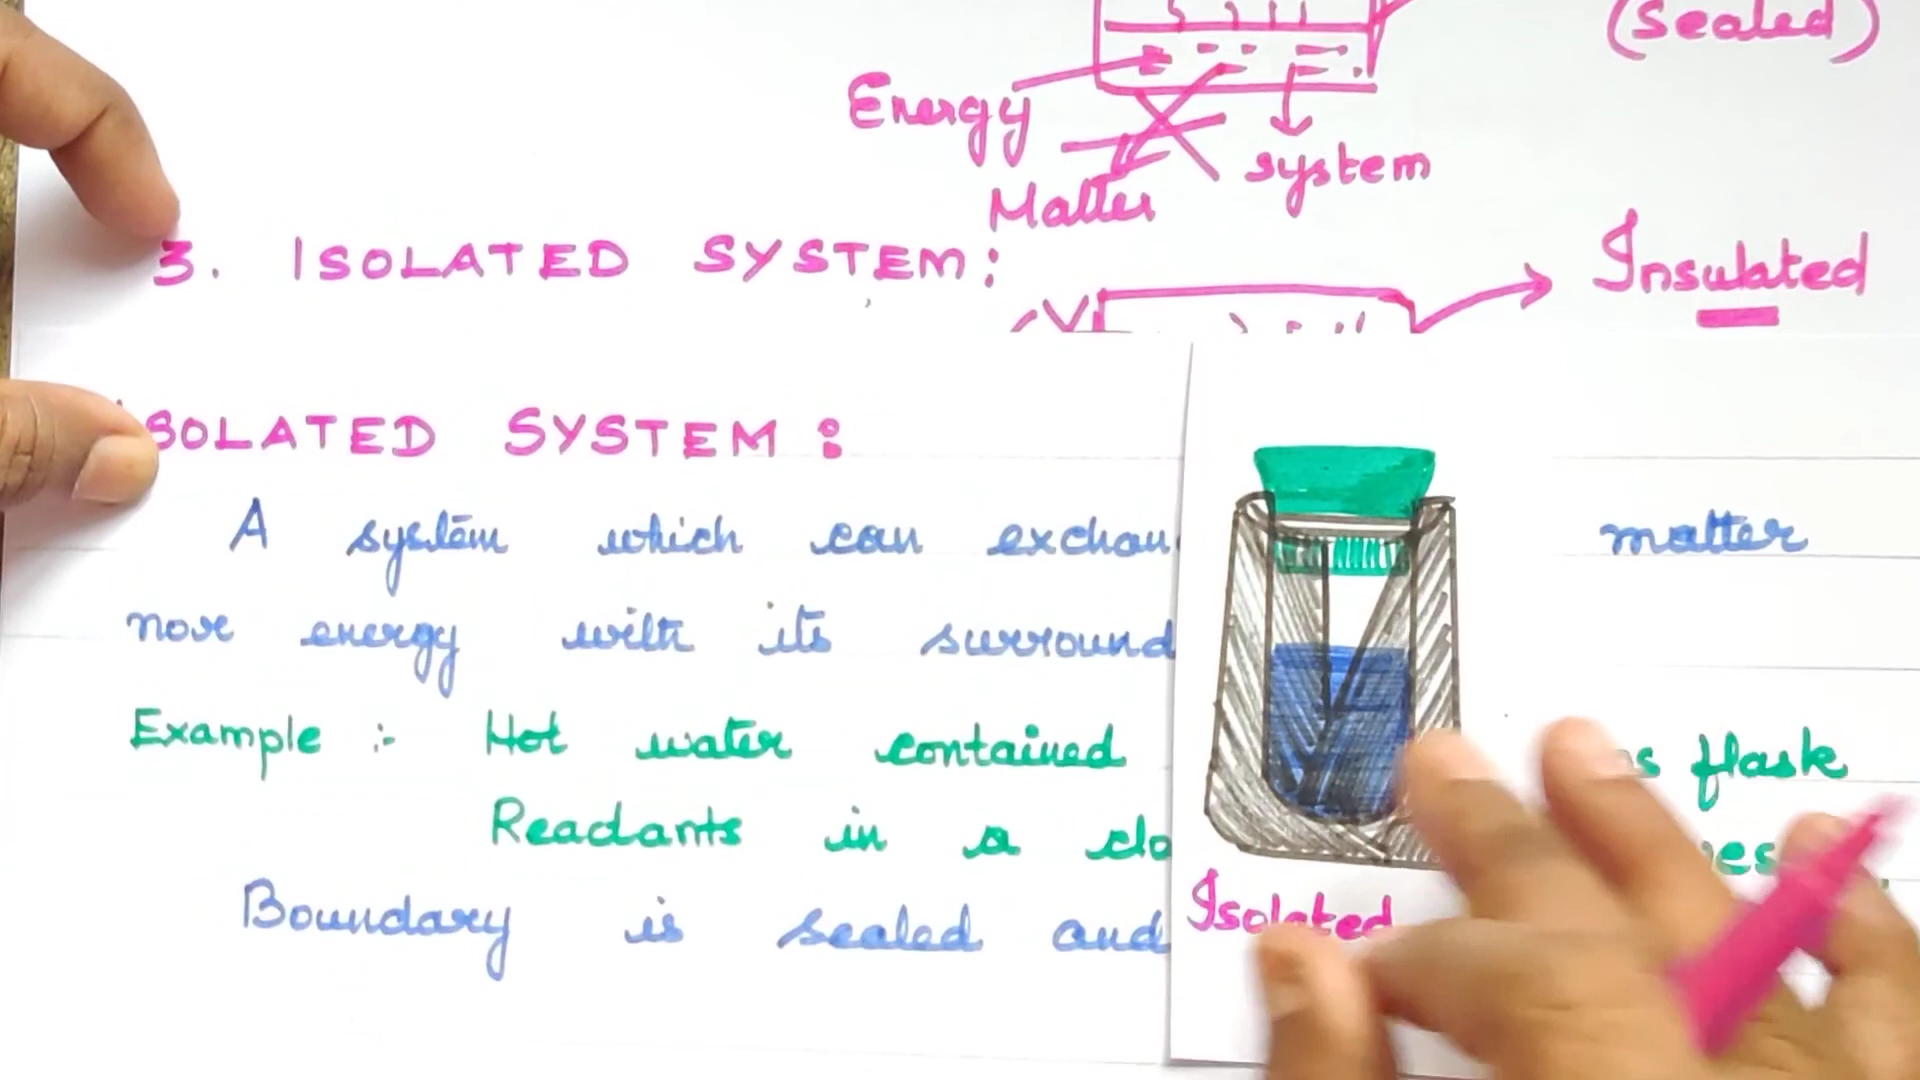 (Sealed)
Energy
Matter
system
3. ISOLATED SYSTEM:
Insulated
SOLATED SYSTEM:
A system which can exchan matter
nor energy with its surround
Example :- Hot water contained s flask
Reactants in a clo
Boundary is sealed and
Isolated